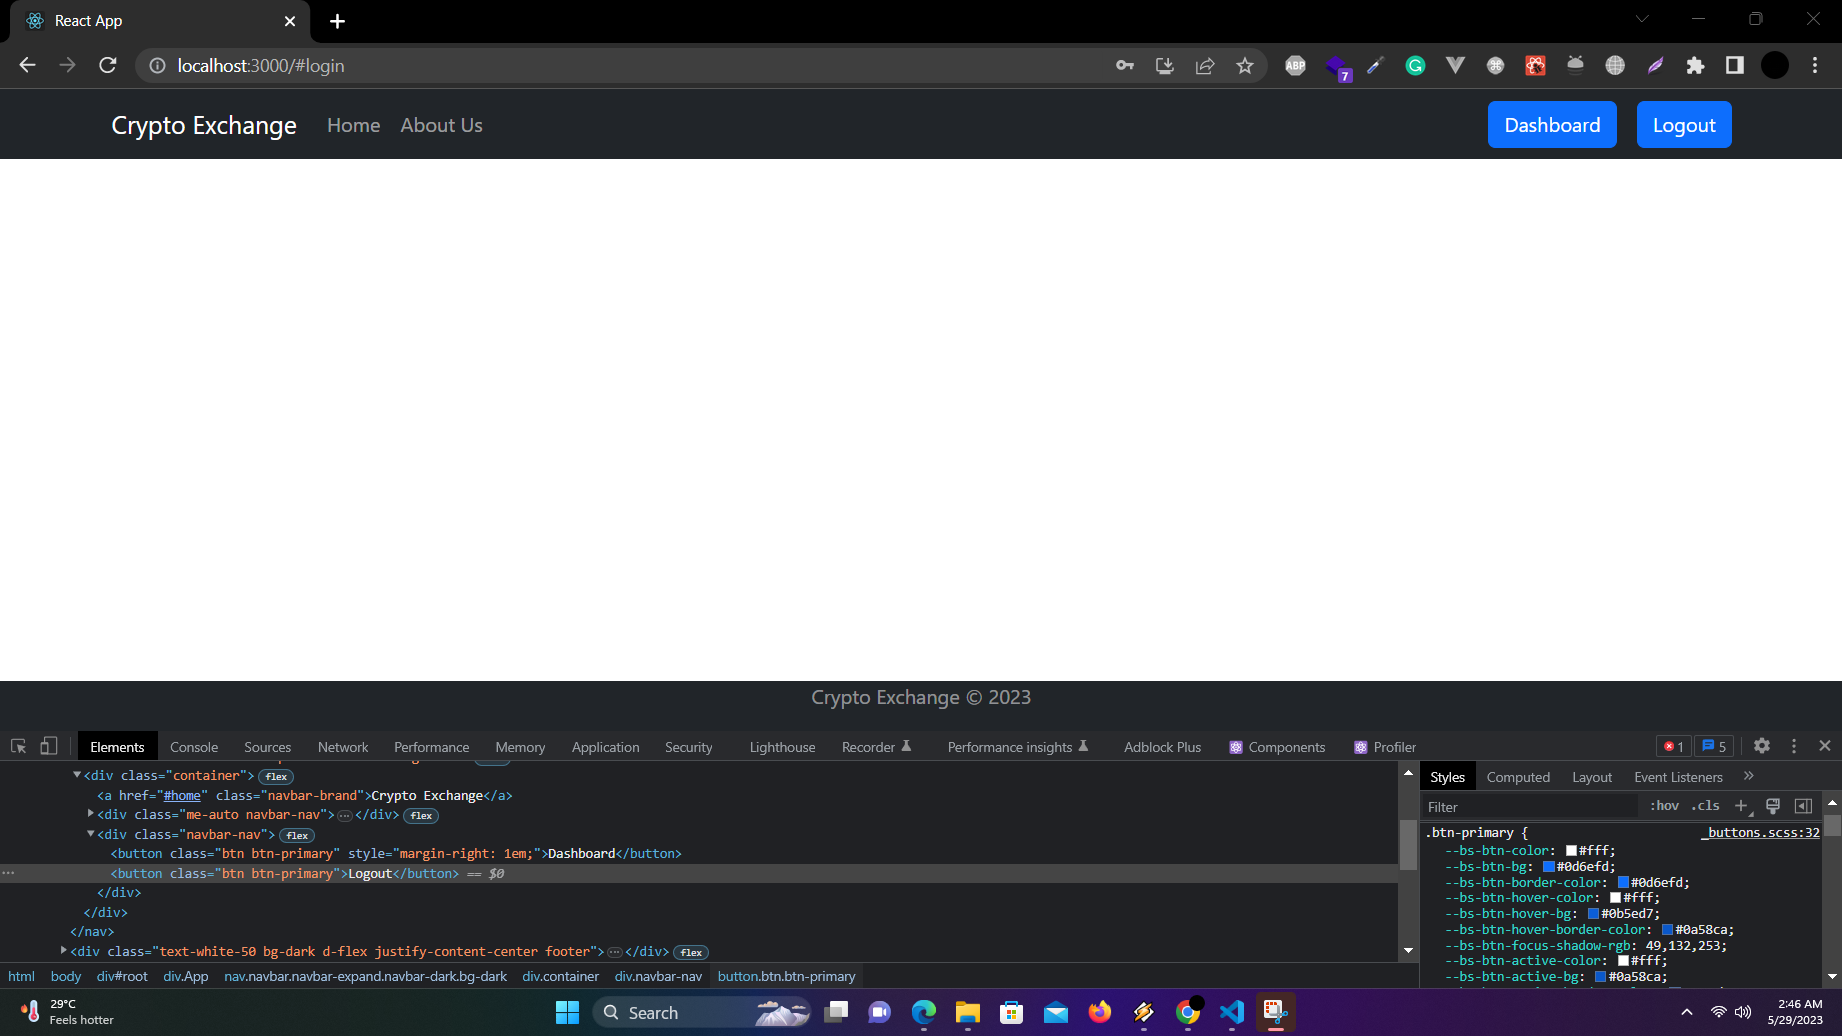 React App
localhost:3000/#login
ABP
7
Crypto Exchange Home About Us Dashboard Logout
Crypto Exchange © 2023
Elements Console Sources Network Performance Memory Application Security Lighthouse Recorder Performance insights Adblock Plus Components Profiler 1 5
<div class="container"> flex
<a href="#home" class="navbar-brand">Crypto Exchange</a>
<div class="me-auto navbar-nav"> … </div> flex
<div class="navbar-nav"> flex
<button class="btn btn-primary" style="margin-right: 1em;">Dashboard</button>
<button class="btn btn-primary">Logout</button> == $0
</div>
</div>
</nav>
<div class="text-white-50 bg-dark d-flex justify-content-center footer"> … </div> flex
html body div#root div.App nav.navbar.navbar-expand.navbar-dark.bg-dark div.container div.navbar-nav button.btn.btn-primary
Styles Computed Layout Event Listeners
Filter :hov .cls
.btn-primary { _buttons.scss:32
--bs-btn-color: #fff;
--bs-btn-bg: #0d6efd;
--bs-btn-border-color: #0d6efd;
--bs-btn-hover-color: #fff;
--bs-btn-hover-bg: #0b5ed7;
--bs-btn-hover-border-color: #0a58ca;
--bs-btn-focus-shadow-rgb: 49,132,253;
--bs-btn-active-color: #fff;
--bs-btn-active-bg: #0a58ca;
29°C
Feels hotter
Search
2:46 AM
5/29/2023